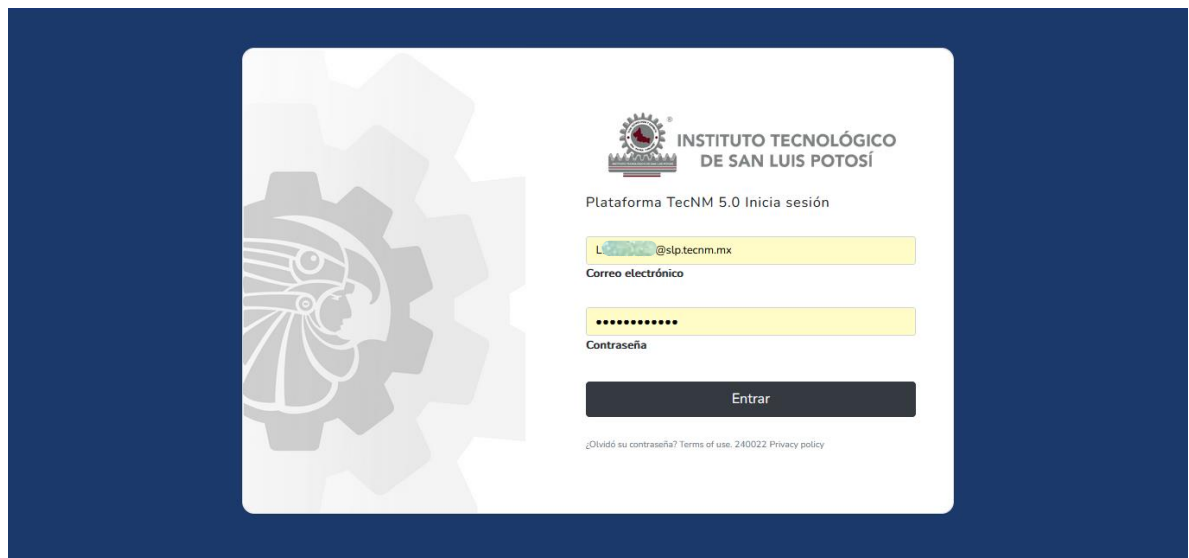 INSTITUTO TECNOLÓGICO
DE SAN LUIS POTOSÍ
Plataforma TecNM 5.0 Inicia sesión
@slp.tecnm.mx
Correo electrónico
••••••••••••
Contraseña
Entrar
¿Olvidó su contraseña? Terms of use. 240022 Privacy policy